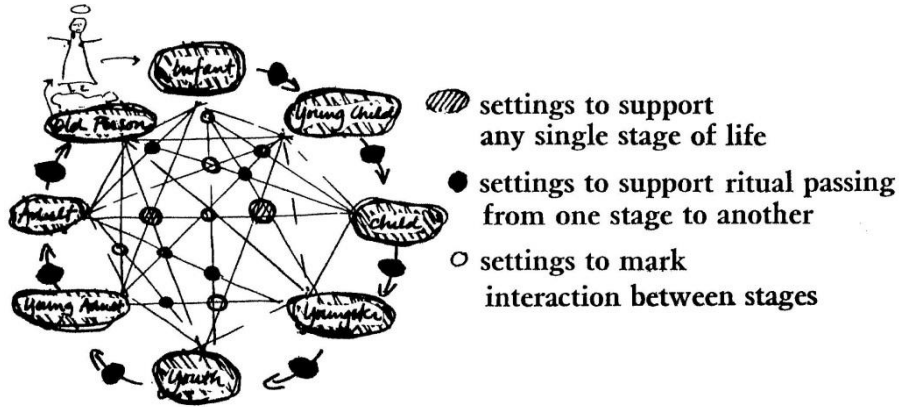 Infant
Young Child
Old Person
Adult
Child
Young Adult
Youngster
Youth
settings to support
any single stage of life
settings to support ritual passing
from one stage to another
settings to mark
interaction between stages